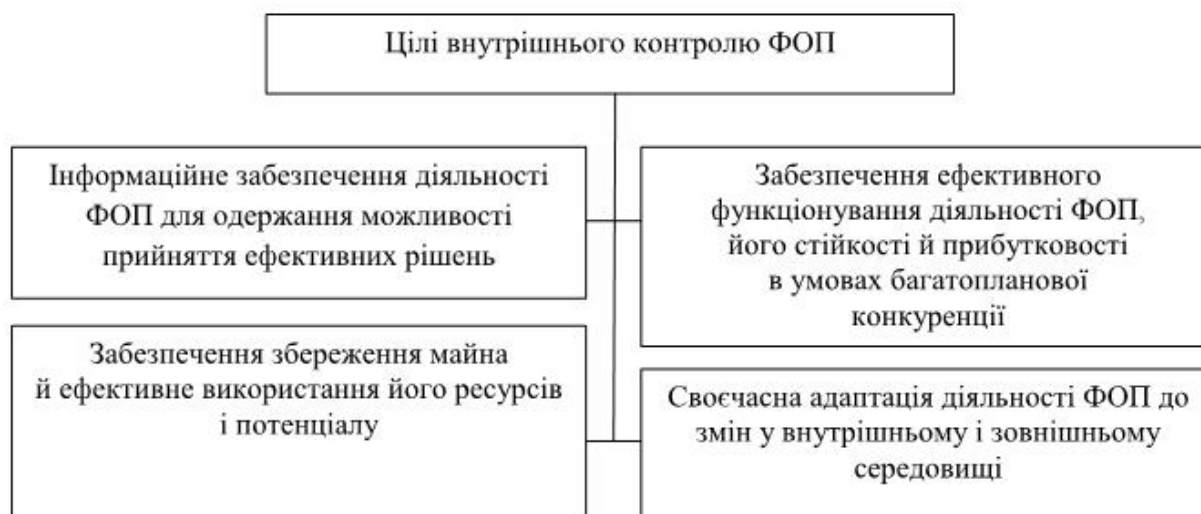 Цілі внутрішнього контролю ФОП
Інформаційне забезпечення діяльності
ФОП для одержання можливості
прийняття ефективних рішень
Забезпечення ефективного
функціонування діяльності ФОП,
його стійкості й прибутковості
в умовах багатопланової
конкуренції
Забезпечення збереження майна
й ефективне використання його ресурсів
і потенціалу
Своєчасна адаптація діяльності ФОП до
змін у внутрішньому і зовнішньому
середовищі